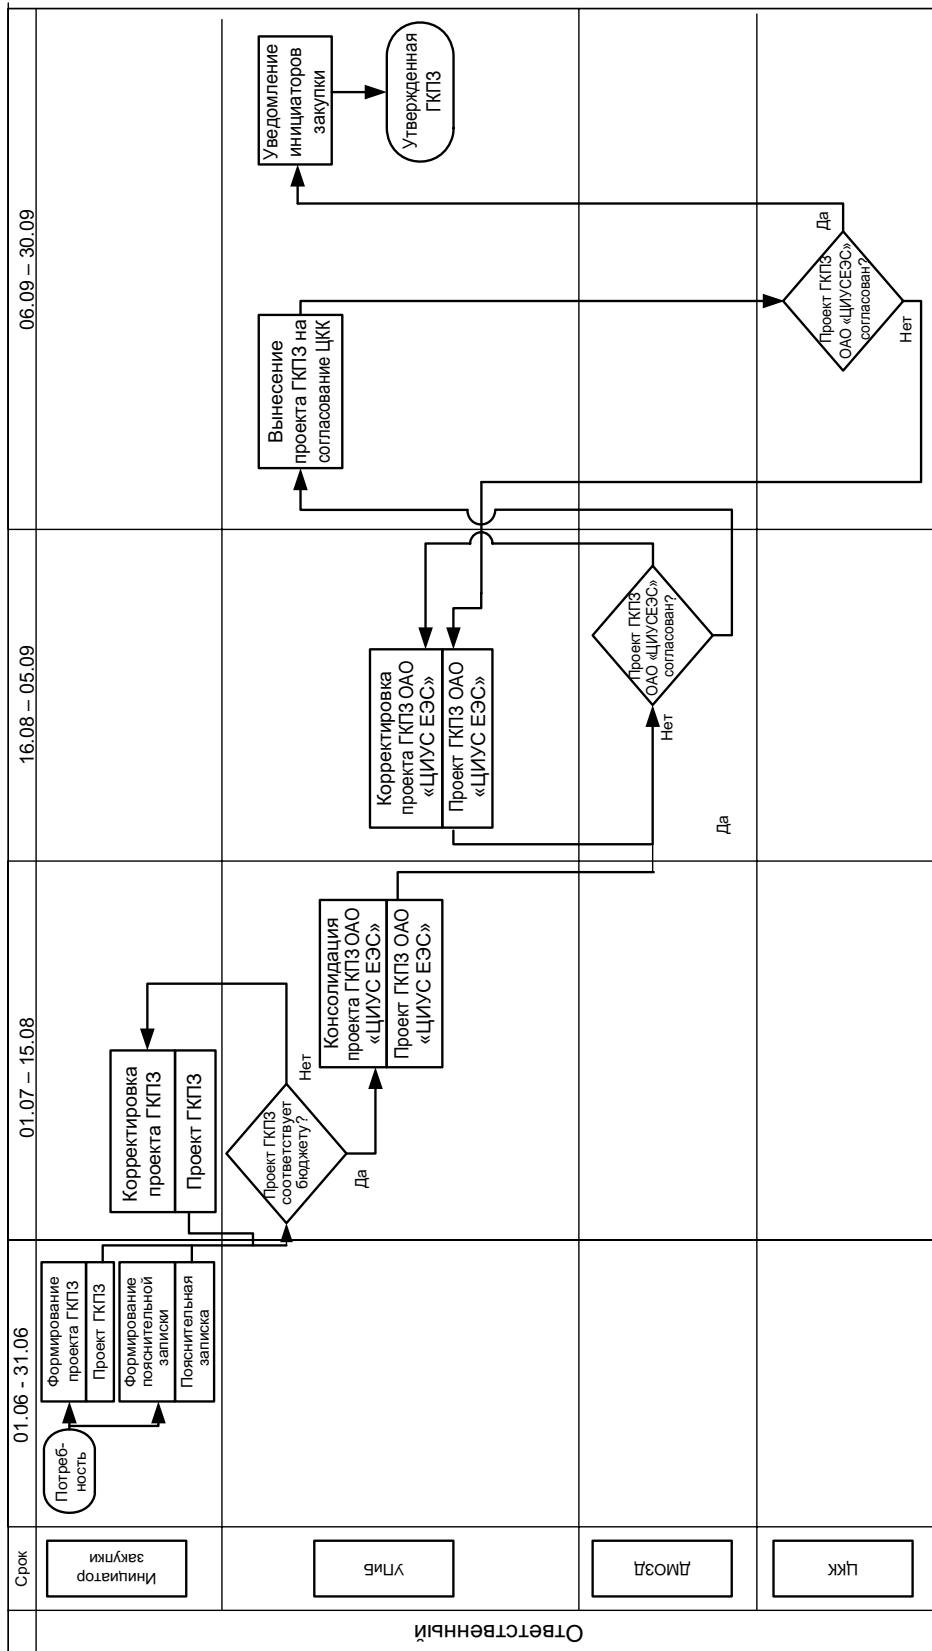 Срок
01.06 - 31.06
01.07 – 15.08
16.08 – 05.09
06.09 – 30.09
Ответственный
Инициатор
закупки
Потреб-
ность
Формирование
проекта ГКПЗ
Проект ГКПЗ
Формирование
пояснительной
записки
Пояснительная
записка
Корректировка
проекта ГКПЗ
Проект ГКПЗ
УПиБ
Проект ГКПЗ
соответствует
бюджету?
Нет
Да
Консолидация
проекта ГКПЗ ОАО
«ЦИУС ЕЭС»
Проект ГКПЗ ОАО
«ЦИУС ЕЭС»
Корректировка
проекта ГКПЗ ОАО
«ЦИУС ЕЭС»
Проект ГКПЗ ОАО
«ЦИУС ЕЭС»
Вынесение
проекта ГКПЗ на
согласование ЦКК
Уведомление
инициаторов
закупки
Утвержденная
ГКПЗ
ДМОЗД
Проект ГКПЗ
ОАО «ЦИУСЕЭС»
согласован?
Нет
Да
ЦКК
Проект ГКПЗ
ОАО «ЦИУСЕЭС»
согласован?
Да
Нет